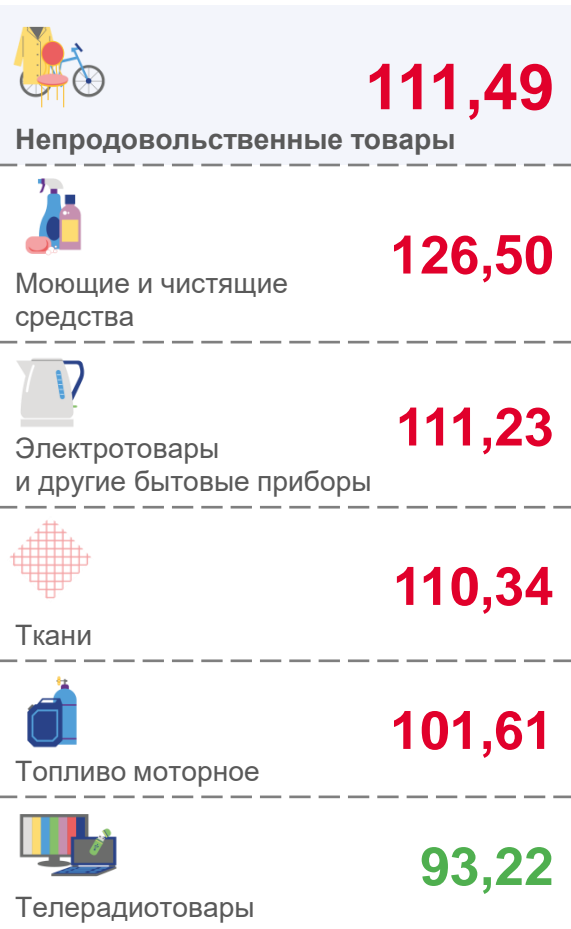 111,49
Непродовольственные товары
126,50
Моющие и чистящие
средства
111,23
Электротовары
и другие бытовые приборы
110,34
Ткани
101,61
Топливо моторное
93,22
Телерадиотовары